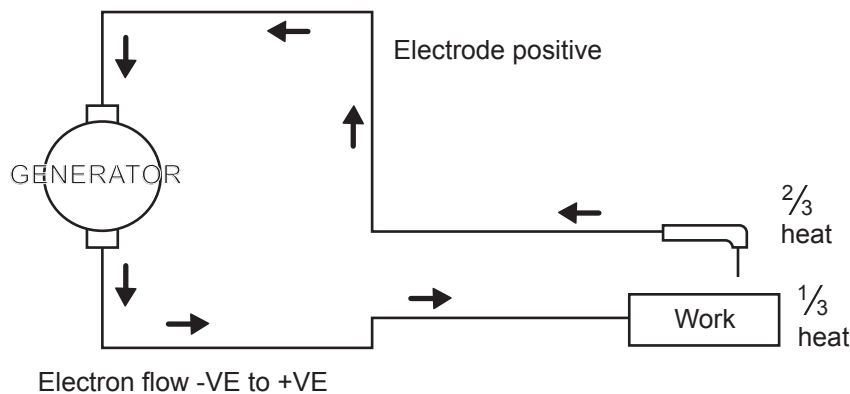 Electrode positive
GENERATOR
⅔
heat
⅓
heat
Work
Electron flow -VE to +VE